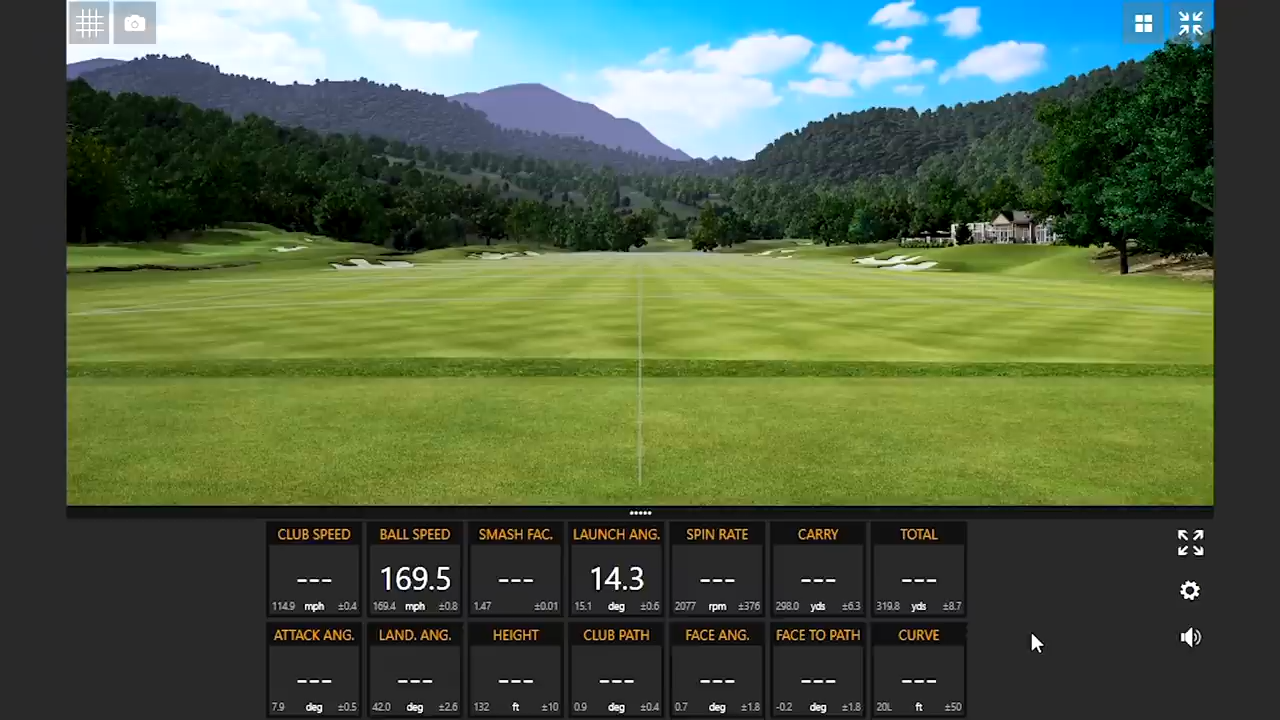 CLUB SPEED BALL SPEED SMASH FAC. LAUNCH ANG. SPIN RATE CARRY TOTAL
--- 169.5 --- 14.3 --- --- ---
114.9 mph ±0.4 169.4 mph ±0.8 1.47 ±0.01 15.1 deg ±0.6 2077 rpm ±376 298.0 yds ±6.3 319.8 yds ±8.7
ATTACK ANG. LAND. ANG. HEIGHT CLUB PATH FACE ANG. FACE TO PATH CURVE
--- --- --- --- --- --- ---
7.9 deg ±0.5 42.0 deg ±2.6 132 ft ±10 0.9 deg ±0.4 0.7 deg ±1.8 -0.2 deg ±1.8 20L ft ±50